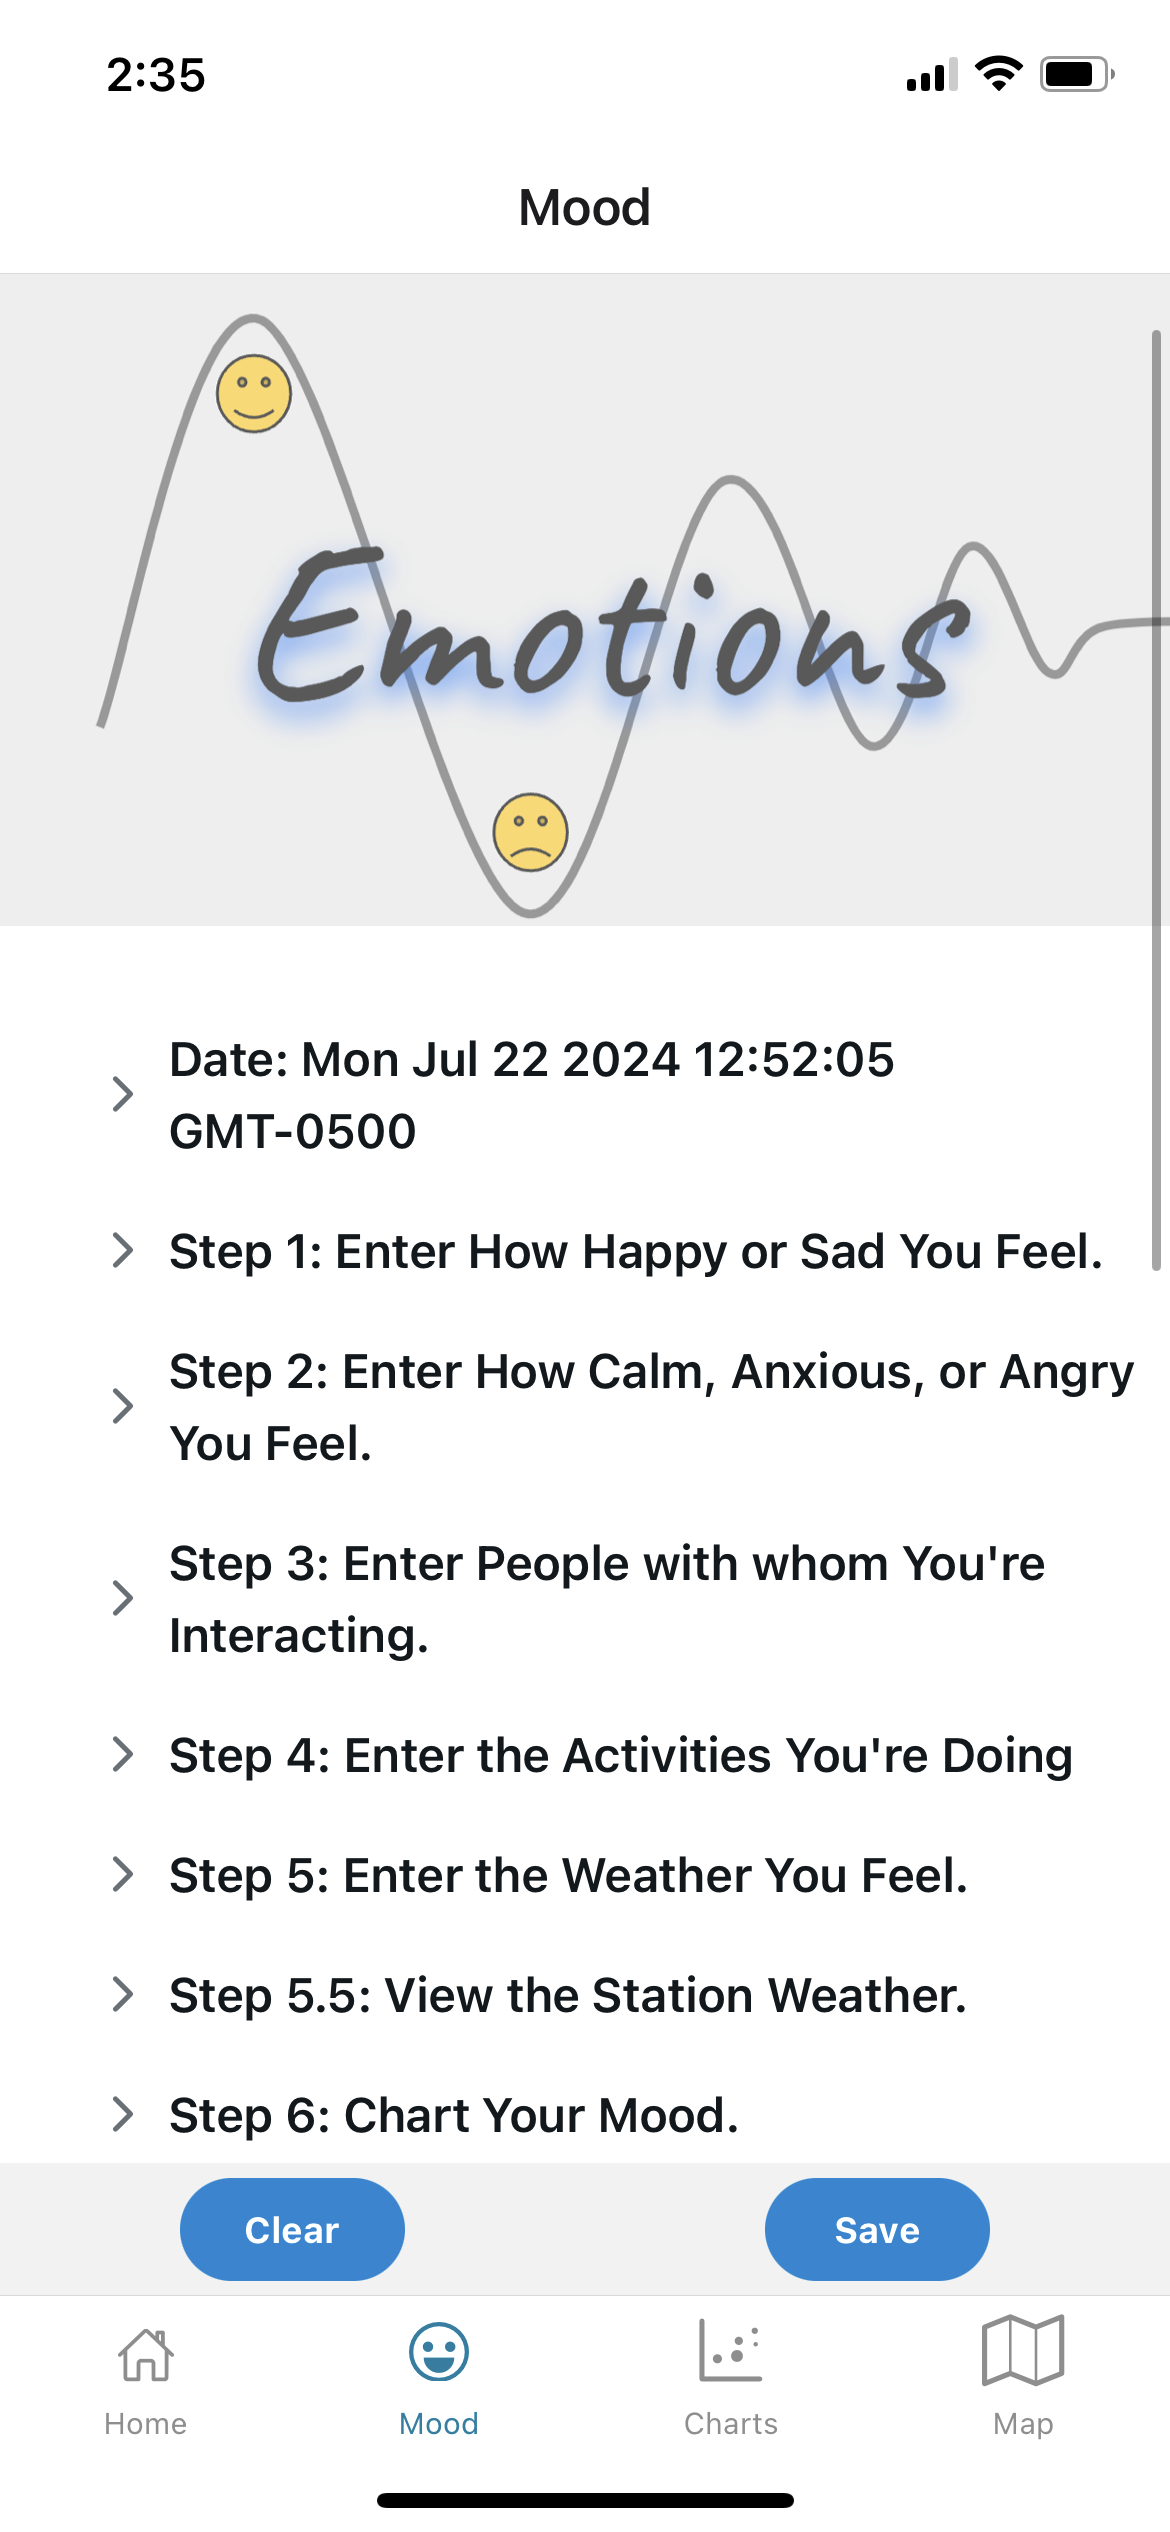 2:35
Mood
Emotions
Date: Mon Jul 22 2024 12:52:05
GMT-0500
Step 1: Enter How Happy or Sad You Feel.
Step 2: Enter How Calm, Anxious, or Angry
You Feel.
Step 3: Enter People with whom You're
Interacting.
Step 4: Enter the Activities You're Doing
Step 5: Enter the Weather You Feel.
Step 5.5: View the Station Weather.
Step 6: Chart Your Mood.
Clear Save
Home Mood Charts Map